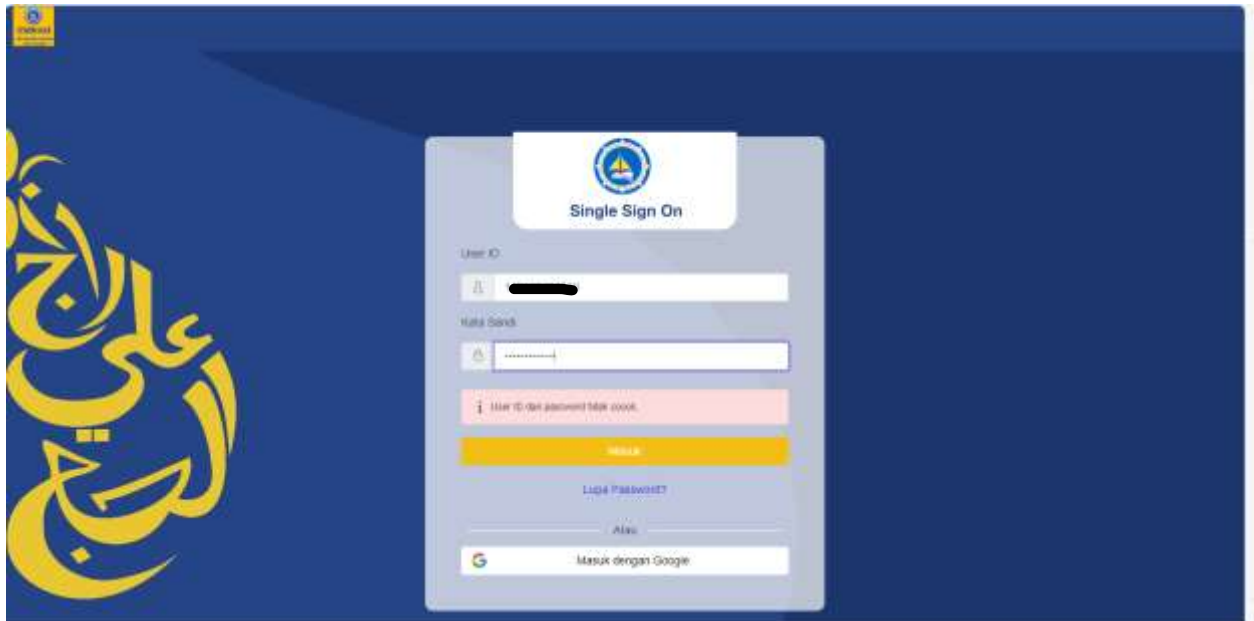 Single Sign On
User ID
Kata Sandi
User ID dan password tidak cocok.
Masuk
Lupa Password?
Atau
Masuk dengan Google